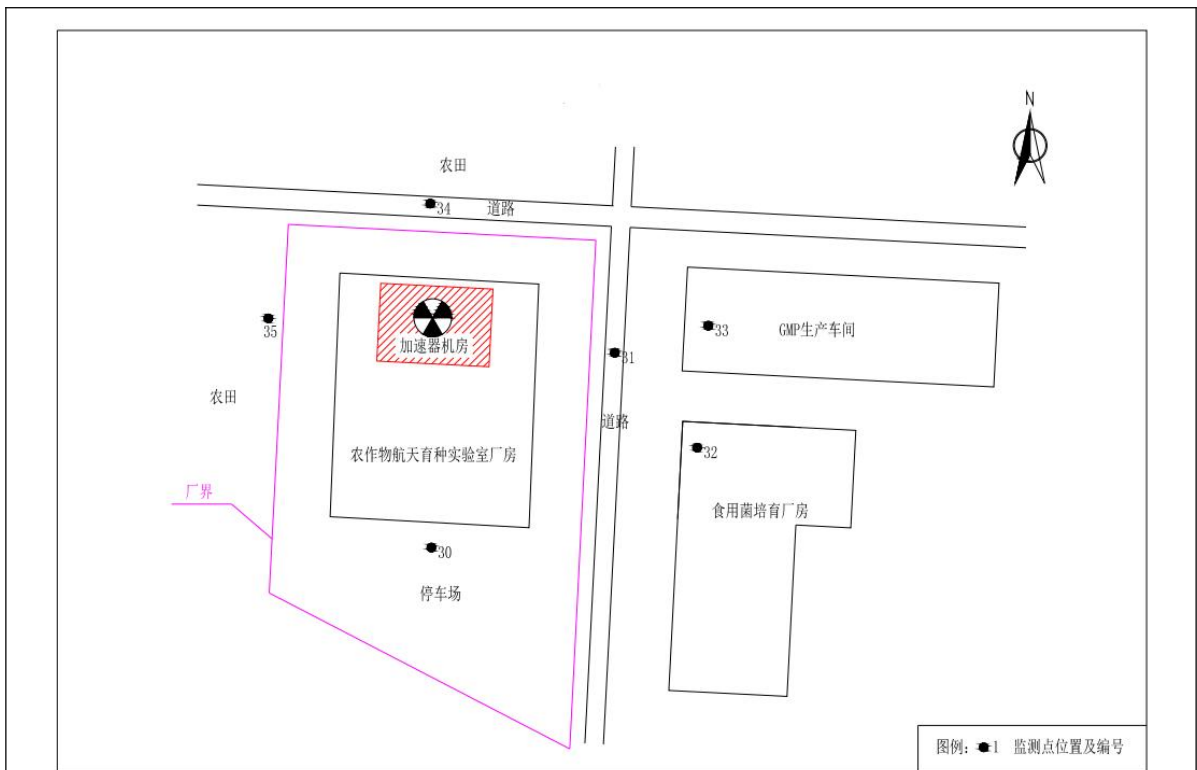 N
农田
34
道路
35
加速器机房
31
33
GMP生产车间
农田
道路
32
农作物航天育种实验室厂房
厂界
食用菌培育厂房
30
停车场
图例：1 监测点位置及编号